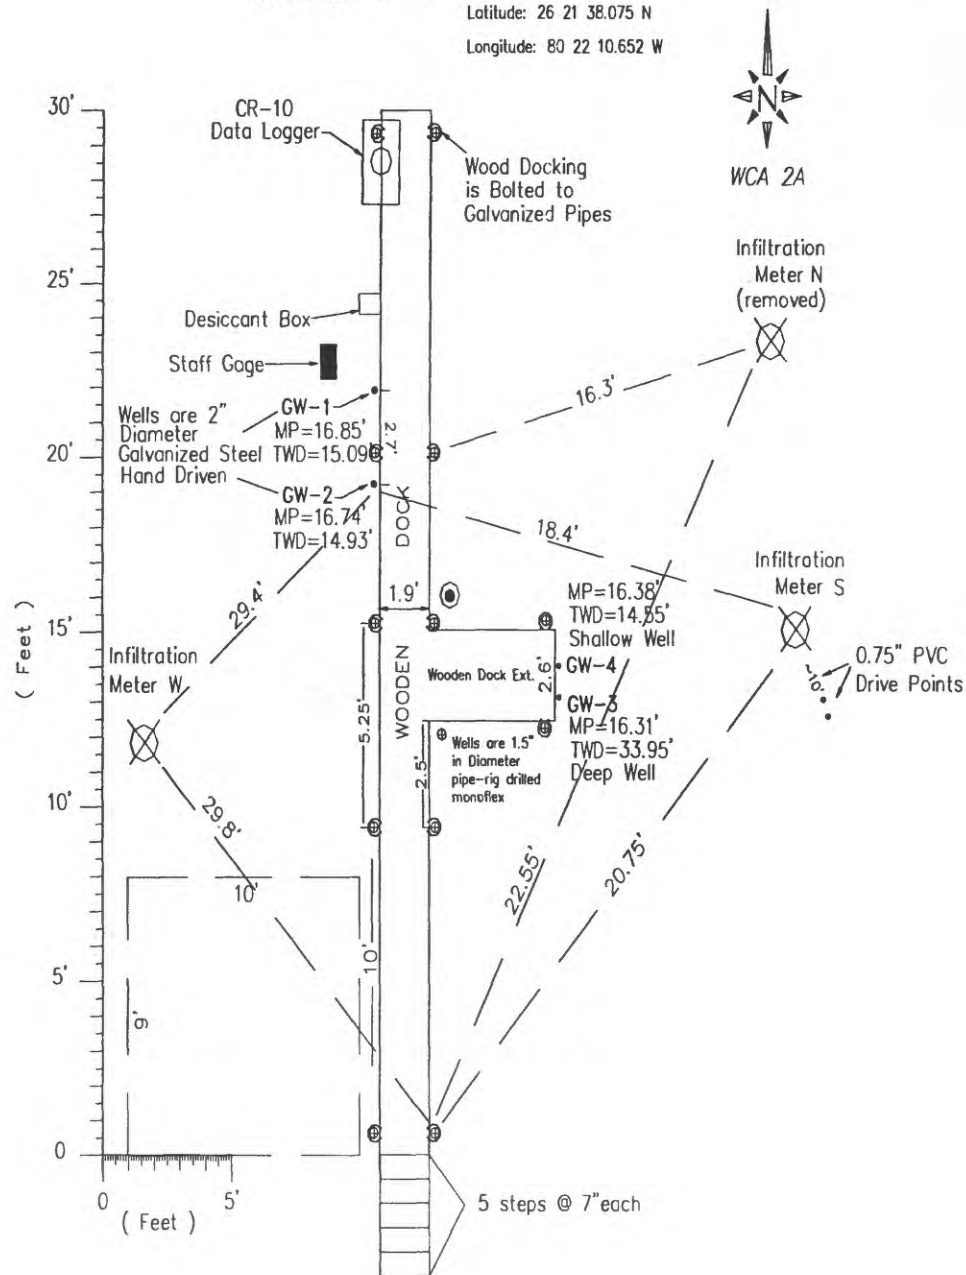 Latitude: 26 21 38.075 N
Longitude: 80 22 10.652 W
N
WCA 2A
30'
25'
20'
15'
10'
5'
0
( Feet )
0
5'
( Feet )
CR-10
Data Logger
Wood Docking
is Bolted to
Galvanized Pipes
Infiltration
Meter N
(removed)
Desiccant Box
Staff Gage
16.3'
Wells are 2"
Diameter
Galvanized Steel
Hand Driven
GW-1
MP=16.85'
TWD=15.09'
2.7'
GW-2
MP=16.74'
TWD=14.93'
DOCK
WOODEN
18.4'
29.4'
1.9'
MP=16.38'
TWD=14.55'
Shallow Well
Infiltration
Meter S
Infiltration
Meter W
Wooden Dock Ext.
2.6'
GW-4
GW-3
MP=16.31'
TWD=33.95'
Deep Well
~10'
0.75" PVC
Drive Points
5.25'
2.5'
Wells are 1.5"
in Diameter
pipe-rig drilled
monoflex
29.8'
22.55'
20.75'
10'
9'
10'
5 steps @ 7"each